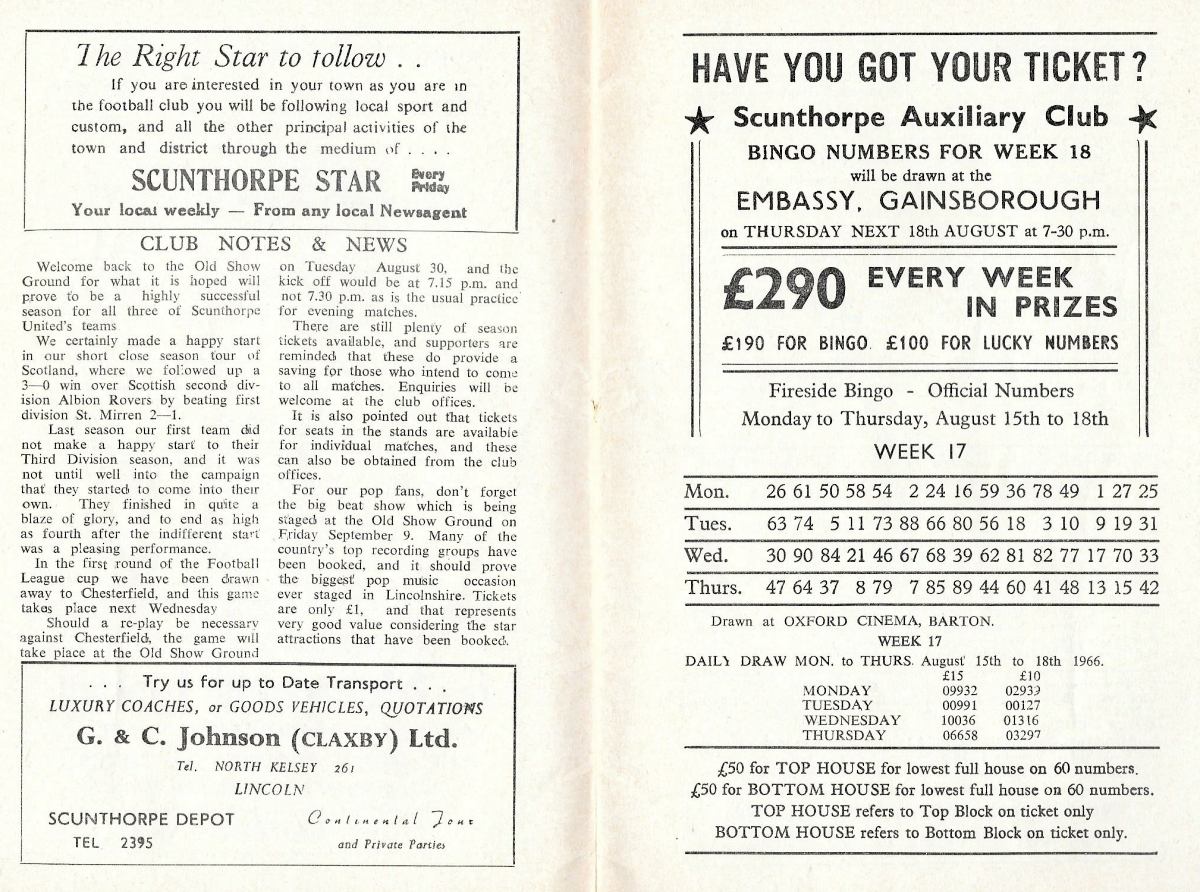 The Right Star to follow . .
If you are interested in your town as you are in
the football club you will be following local sport and
custom, and all the other principal activities of the
town and district through the medium of . . . .
SCUNTHORPE STAR Every Friday
Your local weekly — From any local Newsagent
CLUB NOTES & NEWS
Welcome back to the Old Show
Ground for what it is hoped will
prove to be a highly successful
season for all three of Scunthorpe
United's teams
We certainly made a happy start
in our short close season tour of
Scotland, where we followed up a
3—0 win over Scottish second div-
ision Albion Rovers by beating first
division St. Mirren 2—1.
Last season our first team did
not make a happy start to their
Third Division season, and it was
not until well into the campaign
that they started to come into their
own. They finished in quite a
blaze of glory, and to end as high
as fourth after the indifferent start
was a pleasing performance.
In the first round of the Football
League cup we have been drawn
away to Chesterfield, and this game
takes place next Wednesday
Should a re-play be necessary
against Chesterfield, the game will
take place at the Old Show Ground
on Tuesday August 30, and the
kick off would be at 7.15 p.m. and
not 7.30 p.m. as is the usual practice
for evening matches.
There are still plenty of season
tickets available, and supporters are
reminded that these do provide a
saving for those who intend to come
to all matches. Enquiries will be
welcome at the club offices.
It is also pointed out that tickets
for seats in the stands are available
for individual matches, and these
can also be obtained from the club
offices.
For our pop fans, don't forget
the big beat show which is being
staged at the Old Show Ground on
Friday September 9. Many of the
country's top recording groups have
been booked, and it should prove
the biggest pop music occasion
ever staged in Lincolnshire. Tickets
are only £1, and that represents
very good value considering the star
attractions that have been booked.
. . . Try us for up to Date Transport . . .
LUXURY COACHES, or GOODS VEHICLES, QUOTATIONS
G. & C. Johnson (CLAXBY) Ltd.
Tel. NORTH KELSEY 261
LINCOLN
SCUNTHORPE DEPOT Continental Tour
TEL 2395 and Private Parties
HAVE YOU GOT YOUR TICKET?
★ Scunthorpe Auxiliary Club ★
BINGO NUMBERS FOR WEEK 18
will be drawn at the
EMBASSY, GAINSBOROUGH
on THURSDAY NEXT 18th AUGUST at 7-30 p.m.
£290 EVERY WEEK
IN PRIZES
£190 FOR BINGO. £100 FOR LUCKY NUMBERS
Fireside Bingo - Official Numbers
Monday to Thursday, August 15th to 18th
WEEK 17
Mon. 26 61 50 58 54 2 24 16 59 36 78 49 1 27 25
Tues. 63 74 5 11 73 88 66 80 56 18 3 10 9 19 31
Wed. 30 90 84 21 46 67 68 39 62 81 82 77 17 70 33
Thurs. 47 64 37 8 79 7 85 89 44 60 41 48 13 15 42
Drawn at OXFORD CINEMA, BARTON.
WEEK 17
DAILY DRAW MON. to THURS. August 15th to 18th 1966.
£15 £10
MONDAY 09932 02939
TUESDAY 00991 00127
WEDNESDAY 10036 01316
THURSDAY 06658 03297
£50 for TOP HOUSE for lowest full house on 60 numbers.
£50 for BOTTOM HOUSE for lowest full house on 60 numbers.
TOP HOUSE refers to Top Block on ticket only
BOTTOM HOUSE refers to Bottom Block on ticket only.